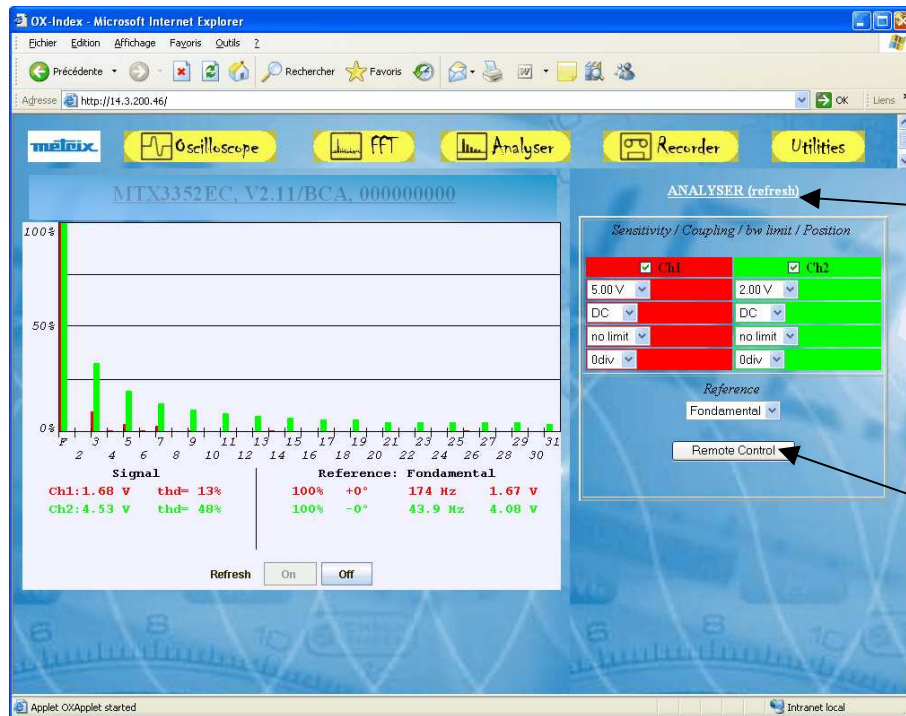 OX-Index - Microsoft Internet Explorer
Fichier Edition Affichage Favoris Outils ?
Précédente Rechercher Favoris
Adresse http://14.3.200.46/ OK Liens
metrix Oscilloscope FFT Analyser Recorder Utilities
MTX3352EC, V2.11/BCA, 000000000
ANALYSER (refresh)
Sensitivity / Coupling / bw limit / Position
Ch1 Ch2
5.00 V 2.00 V
DC DC
no limit no limit
0div 0div
Reference
Fondamental
Remote Control
100%
50%
0%
F 3 5 7 9 11 13 15 17 19 21 23 25 27 29 31
2 4 6 8 10 12 14 16 18 20 22 24 26 28 30
Signal Reference: Fondamental
Ch1:1.68 V thd= 13% 100% +0° 174 Hz 1.67 V
Ch2:4.53 V thd= 48% 100% -0° 43.9 Hz 4.08 V
Refresh On Off
Applet OXApplet started Intranet local